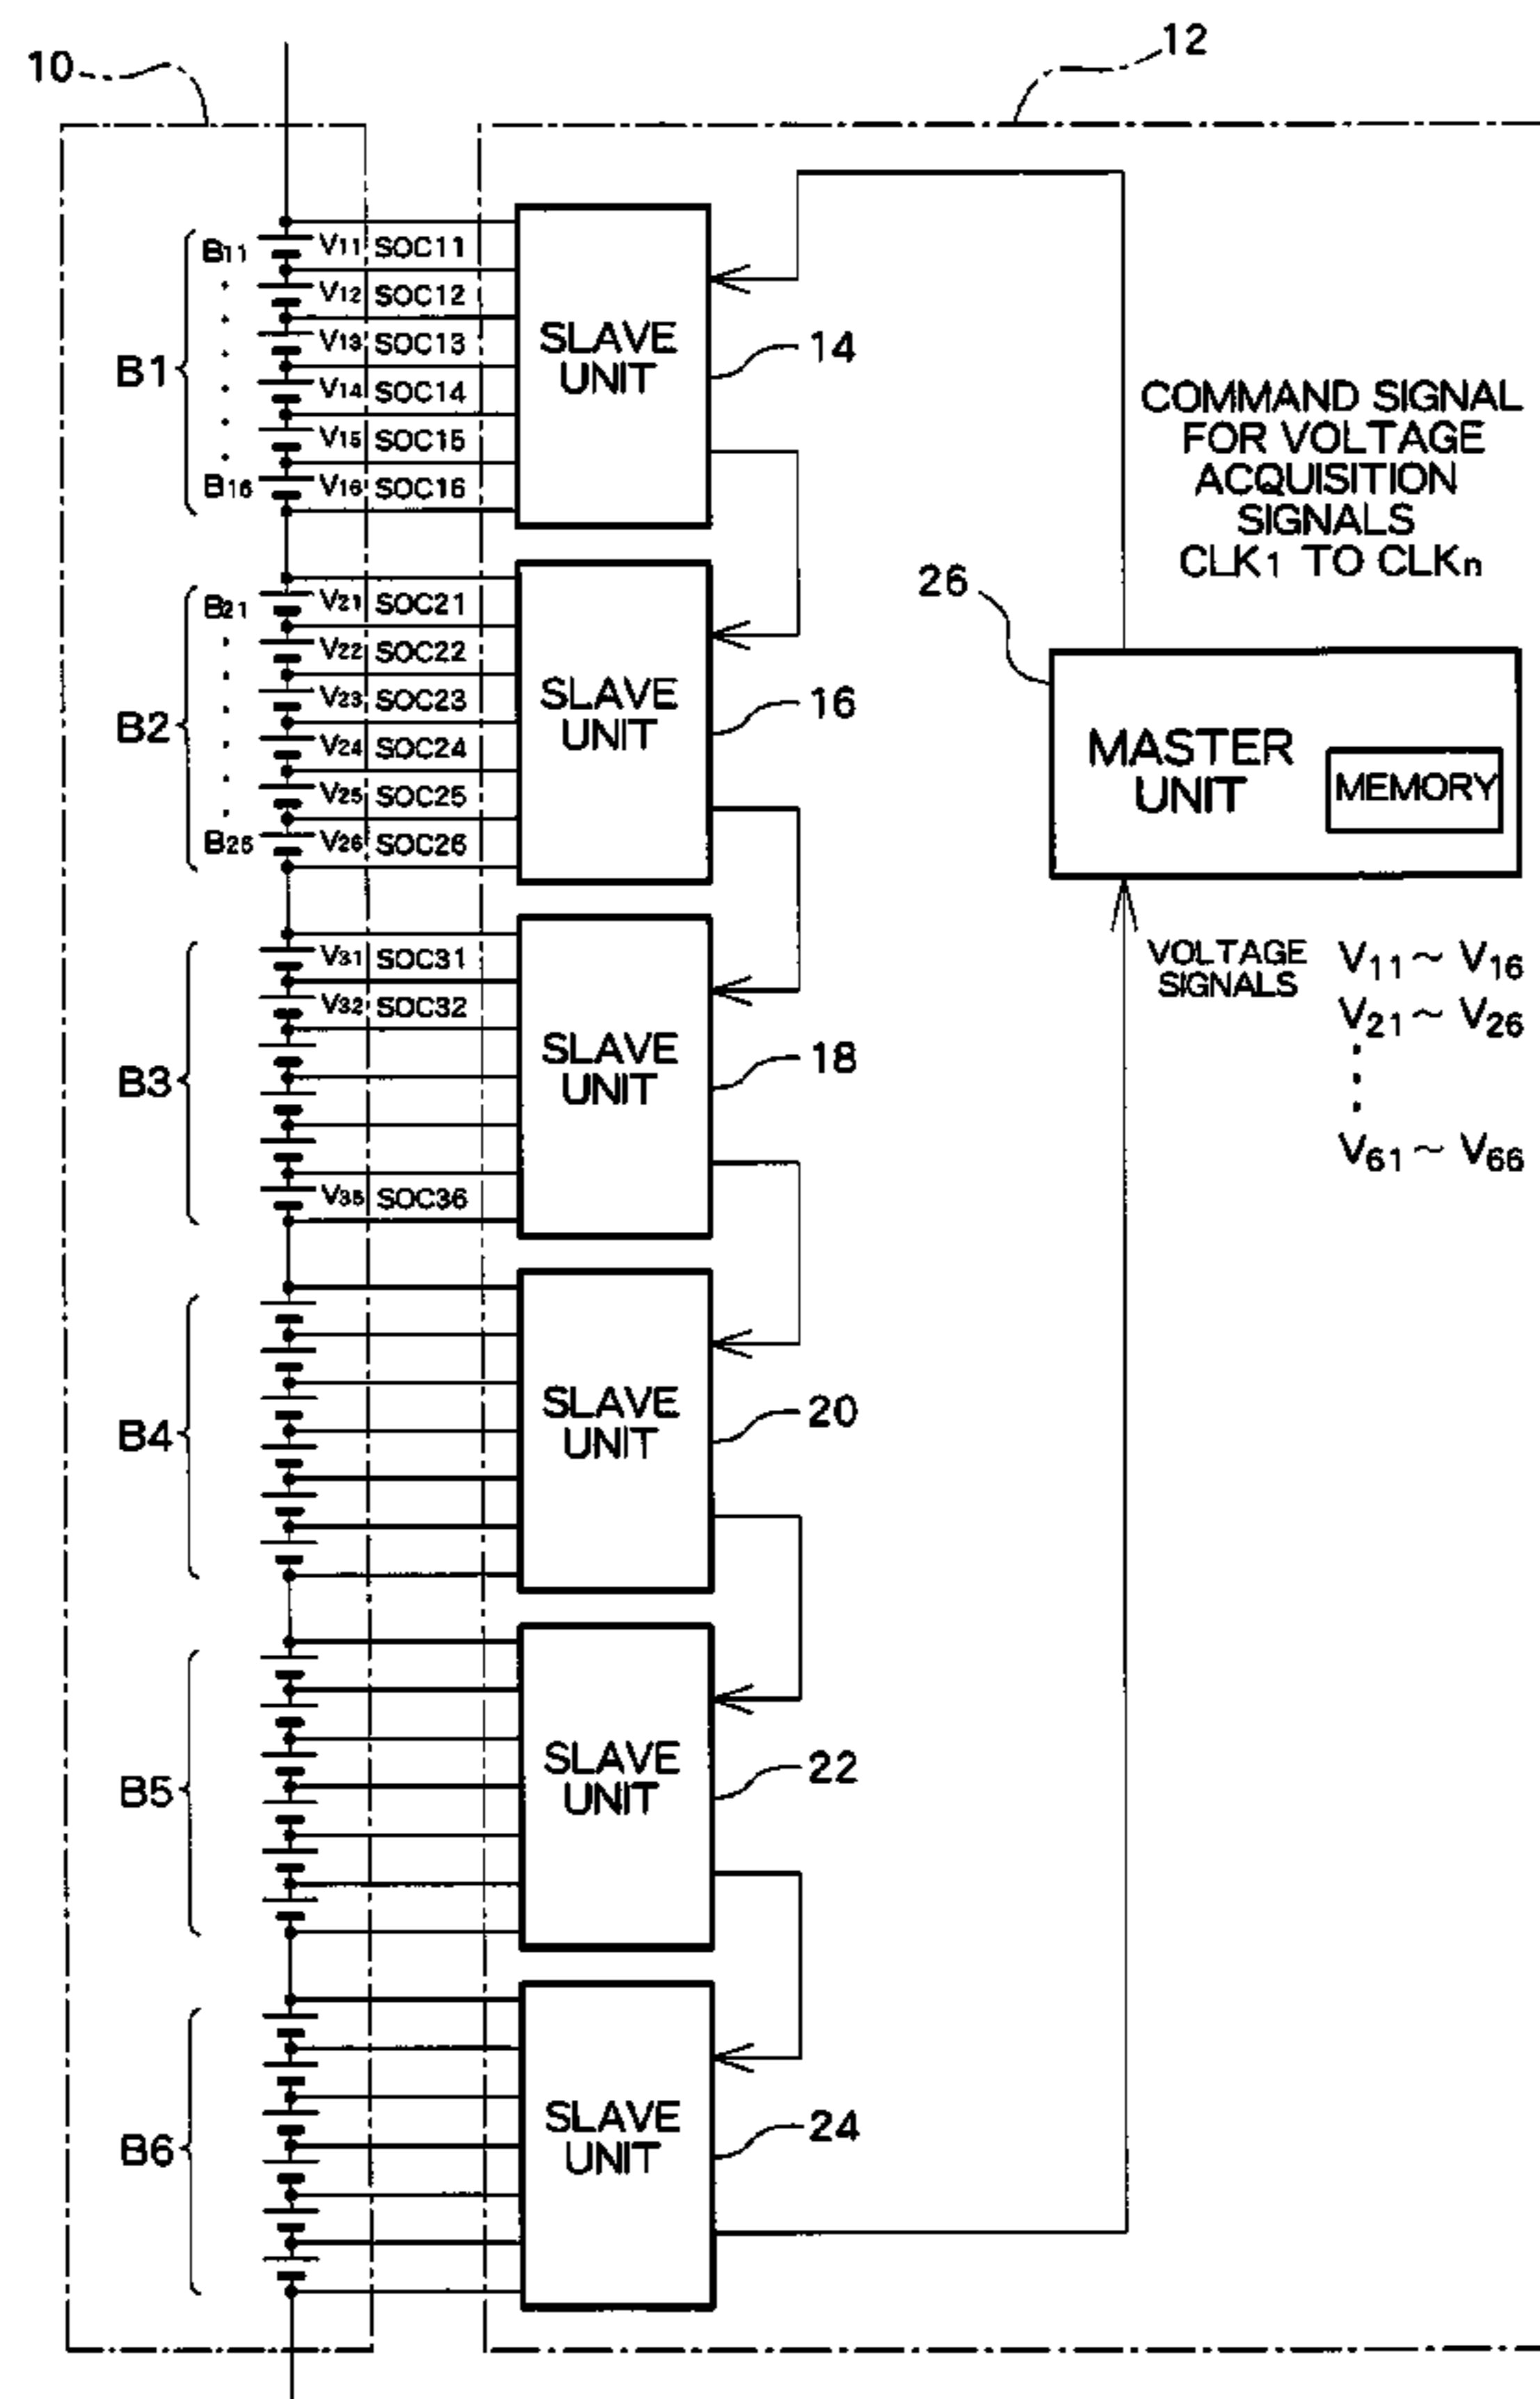 10
12
B11 V11 SOC11
V12 SOC12
V13 SOC13
B1
V14 SOC14
V15 SOC15
B16 V16 SOC16
SLAVE
UNIT
14
COMMAND SIGNAL
FOR VOLTAGE
ACQUISITION
SIGNALS
CLK1 TO CLKn
B21 V21 SOC21
V22 SOC22
V23 SOC23
B2
V24 SOC24
V25 SOC25
B26 V26 SOC26
SLAVE
UNIT
16
26
MASTER
UNIT
MEMORY
VOLTAGE
SIGNALS
V11 ~ V16
V21 ~ V26
V61 ~ V66
V31 SOC31
V32 SOC32
B3
V36 SOC36
SLAVE
UNIT
18
B4
SLAVE
UNIT
20
B5
SLAVE
UNIT
22
B6
SLAVE
UNIT
24